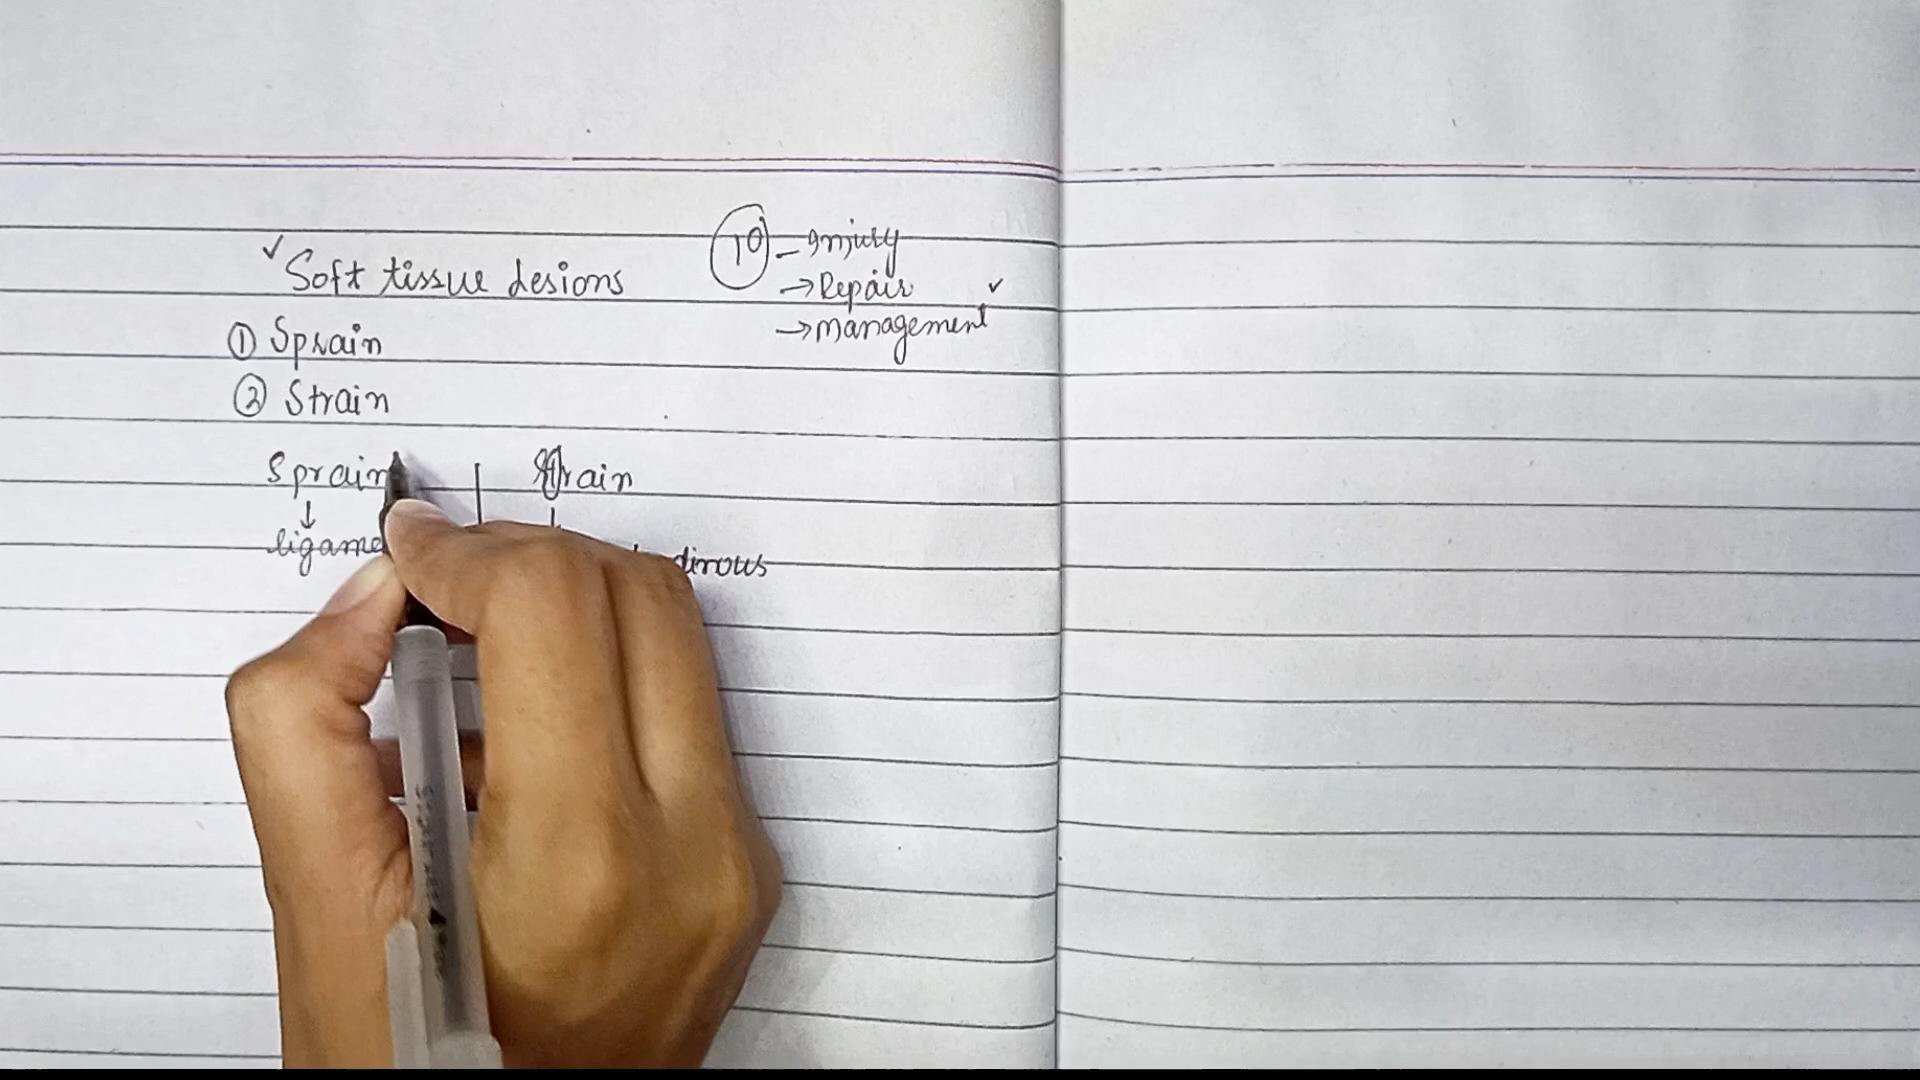 ✓ Soft tissue Lesions
10 - Injury
→ Repair ✓
→ management
① Sprain
② Strain
Sprain | Strain
↓
ligame
dinous